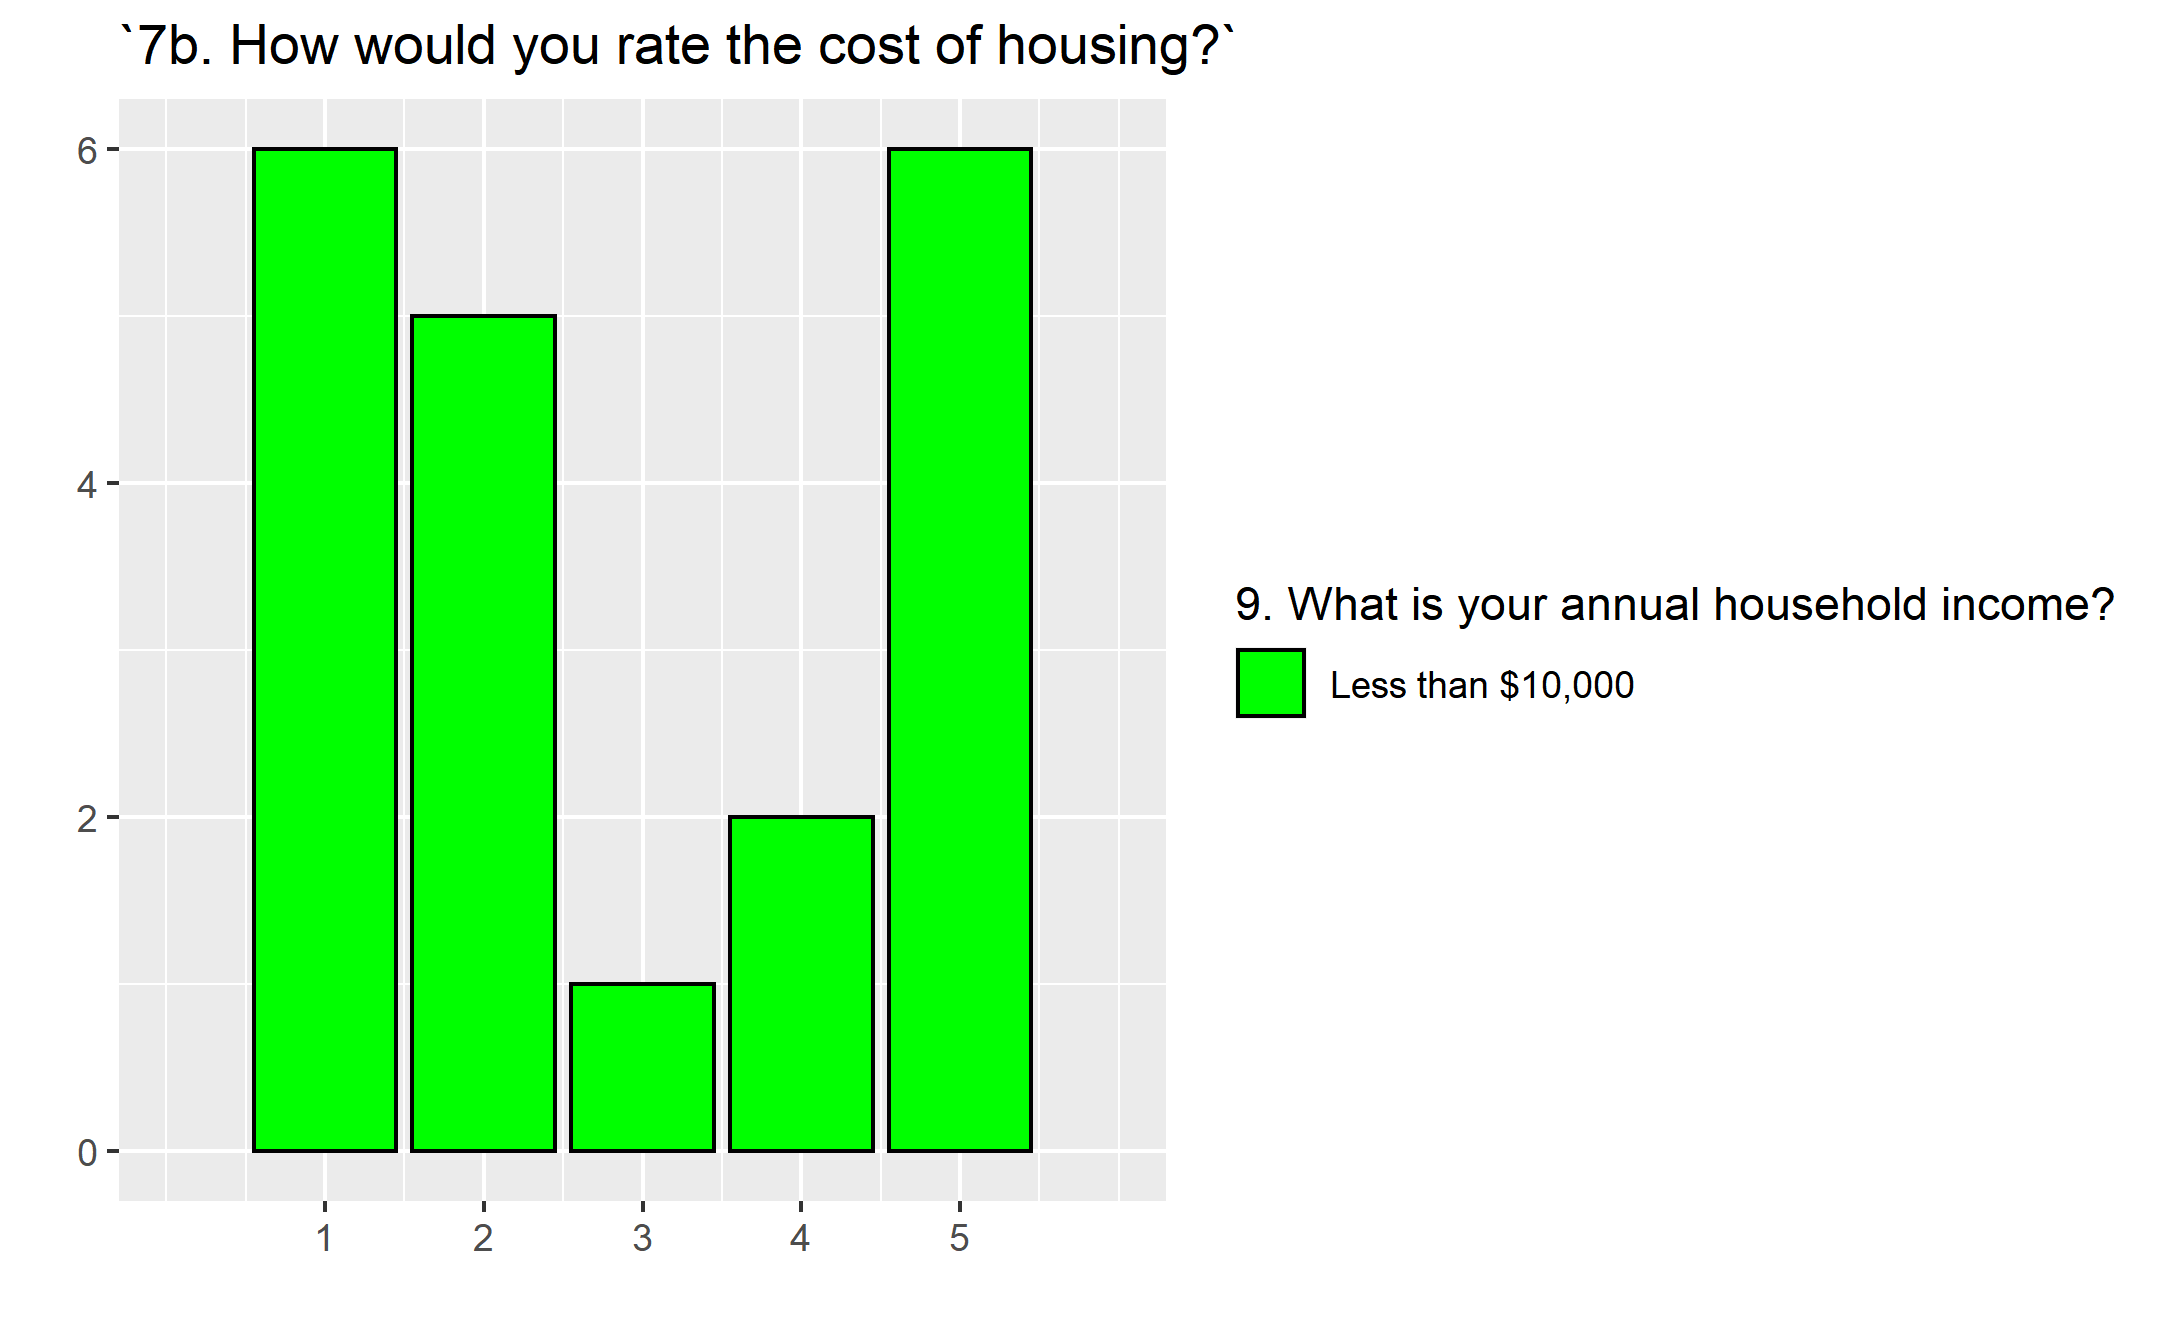 `7b. How would you rate the cost of housing?`
6
4
2
0
1 2 3 4 5
9. What is your annual household income?
Less than $10,000